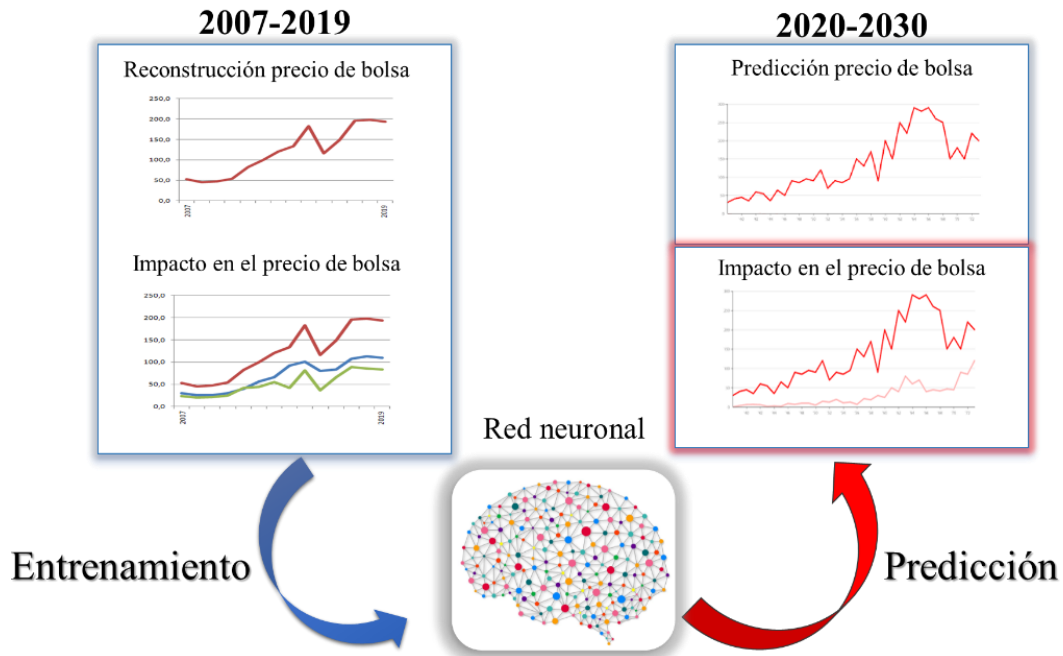 2007-2019
Reconstrucción precio de bolsa
250,0
200,0
150,0
100,0
50,0
0,0
2007
2019
Impacto en el precio de bolsa
250,0
200,0
150,0
100,0
50,0
0,0
2007
2019
Entrenamiento
Red neuronal
2020-2030
Predicción precio de bolsa
Impacto en el precio de bolsa
Predicción